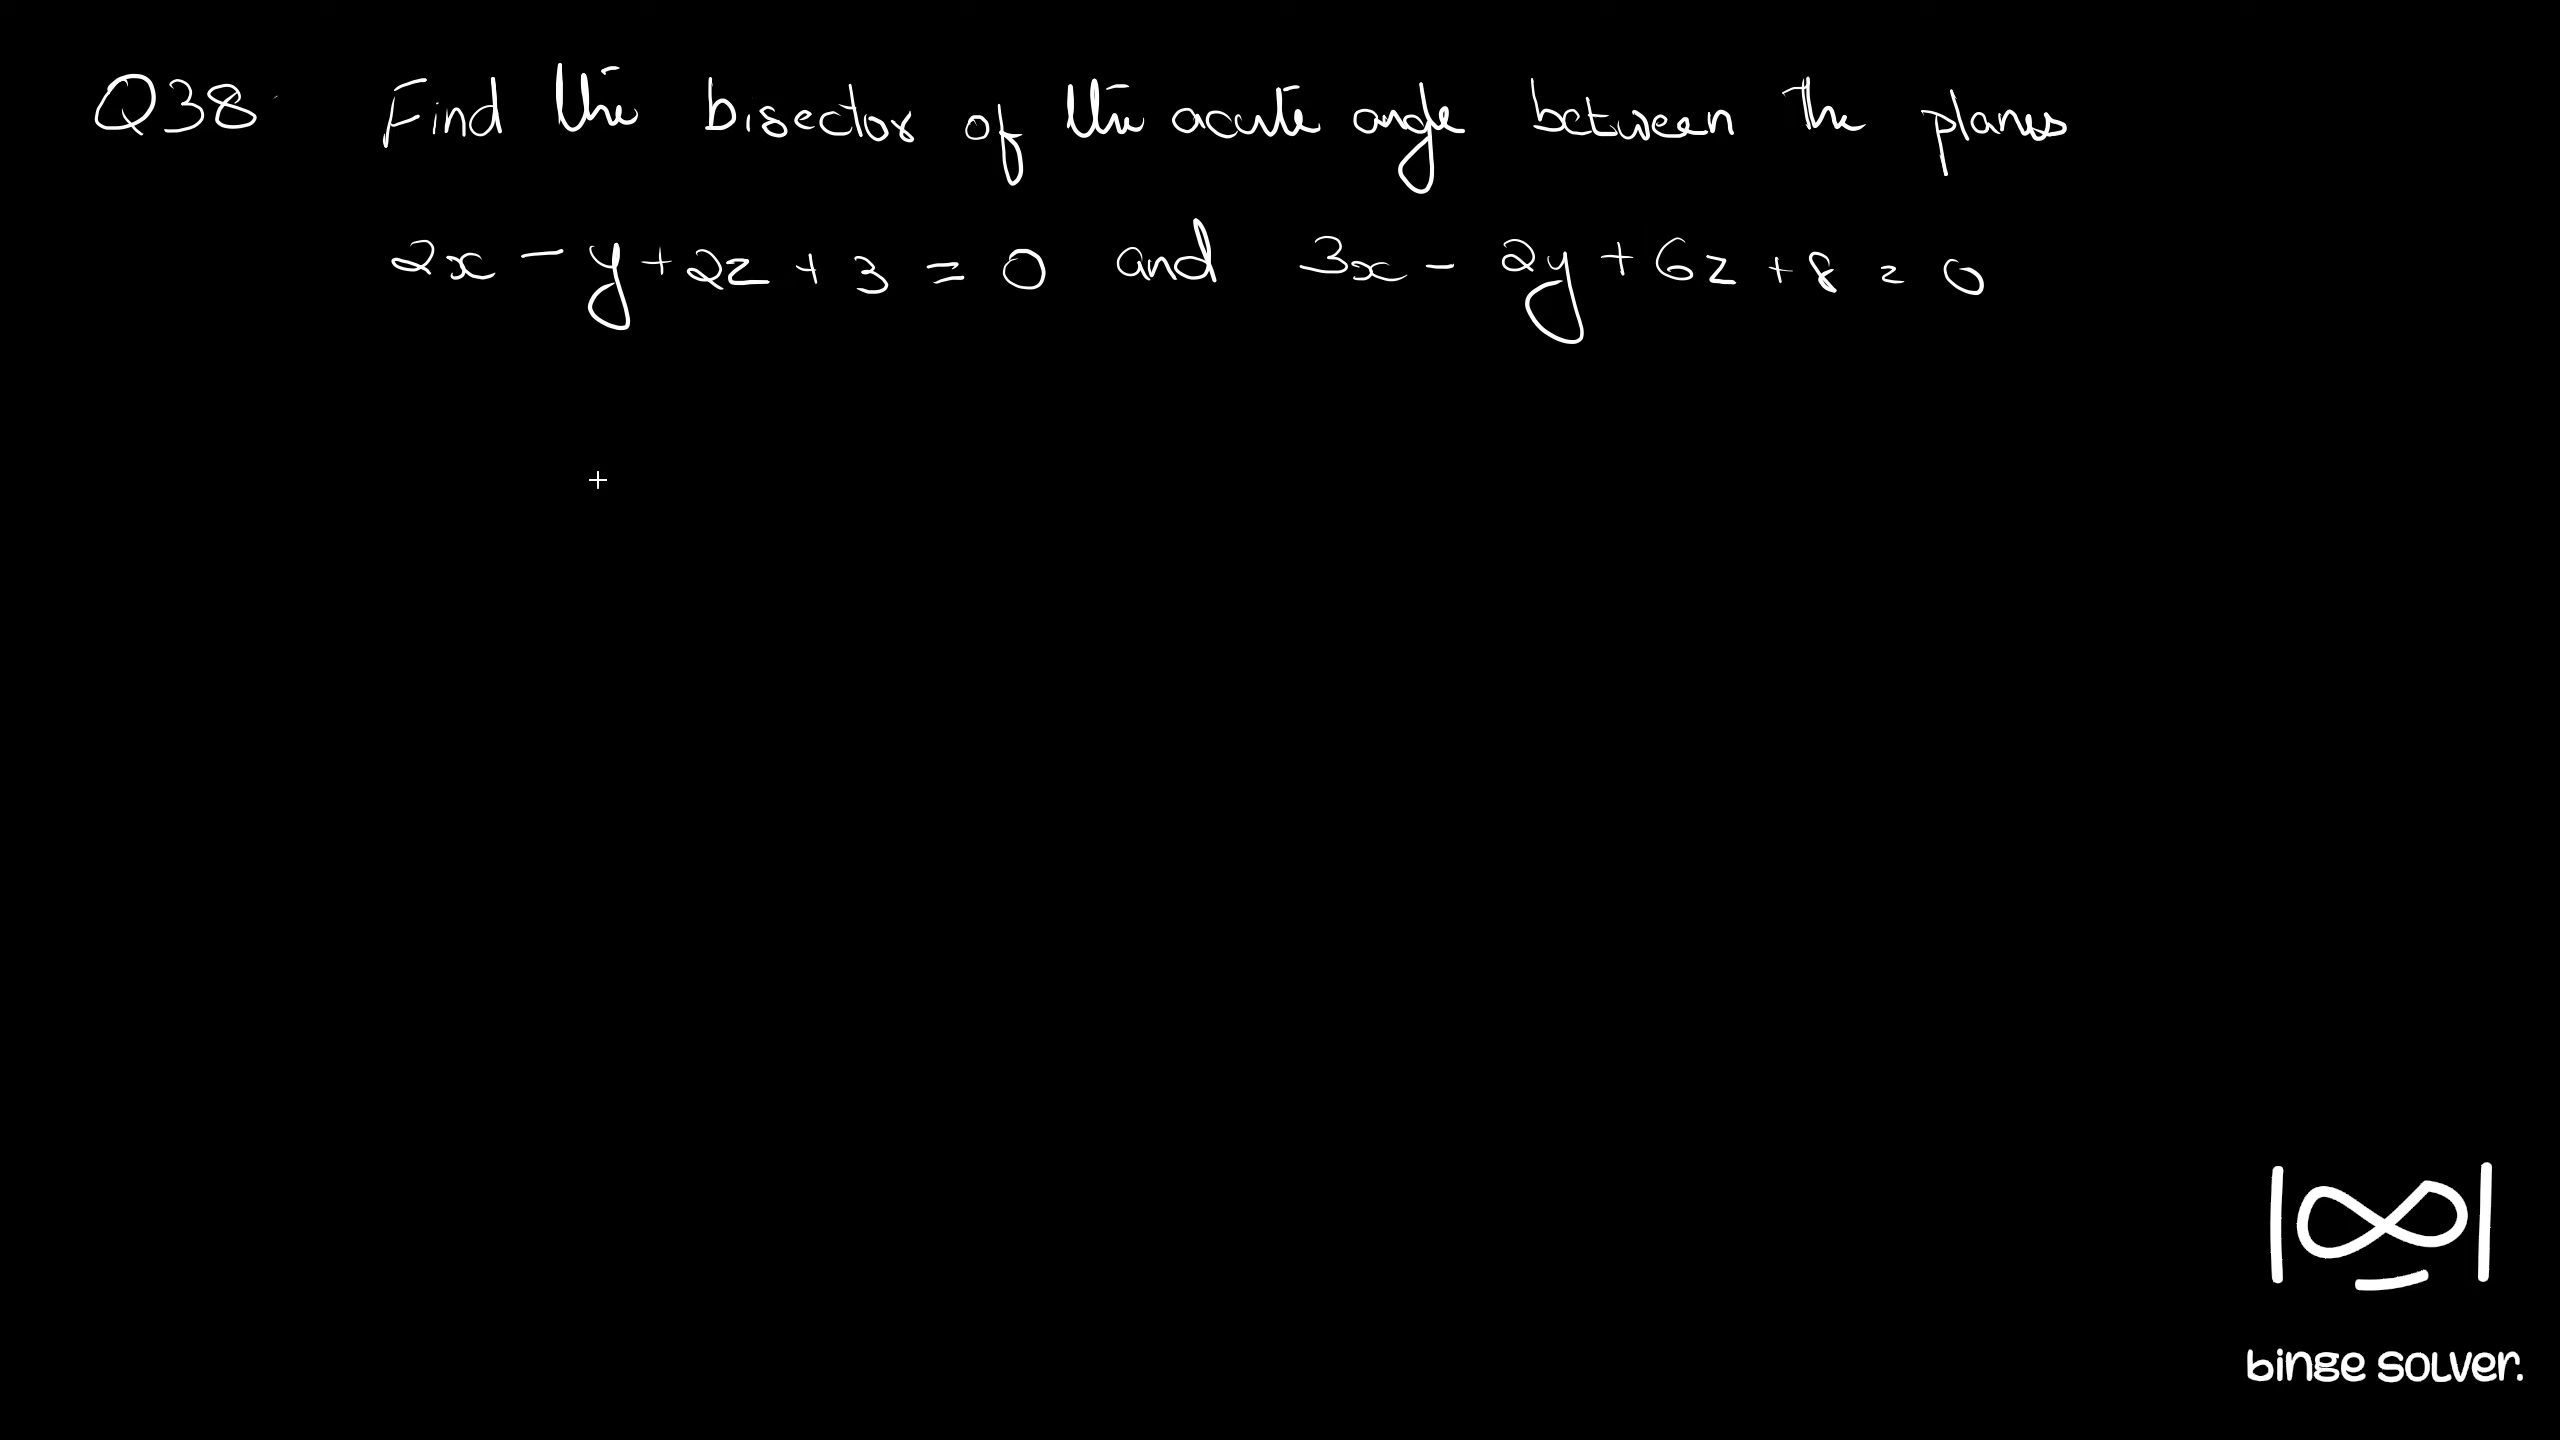 Q38 Find the bisector of the acute angle between the planes
2x - y + 2z + 3 = 0 and 3x - 2y + 6z + 8 = 0
binge solver.